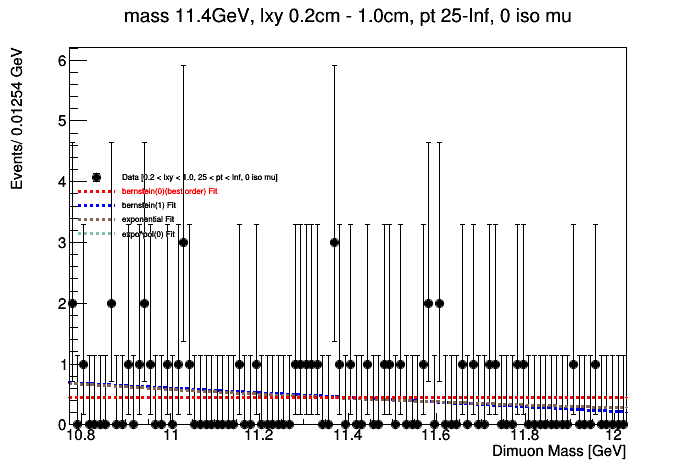 mass 11.4GeV, lxy 0.2cm - 1.0cm, pt 25-Inf, 0 iso mu
Events/ 0.01254 GeV
6
5
4
3
2
1
0
Data [0.2 < lxy < 1.0, 25 < pt < Inf, 0 iso mu]
bernstein(0)(best order) Fit
bernstein(1) Fit
exponential Fit
expo*pol(0) Fit
10.8 11 11.2 11.4 11.6 11.8 12
Dimuon Mass [GeV]